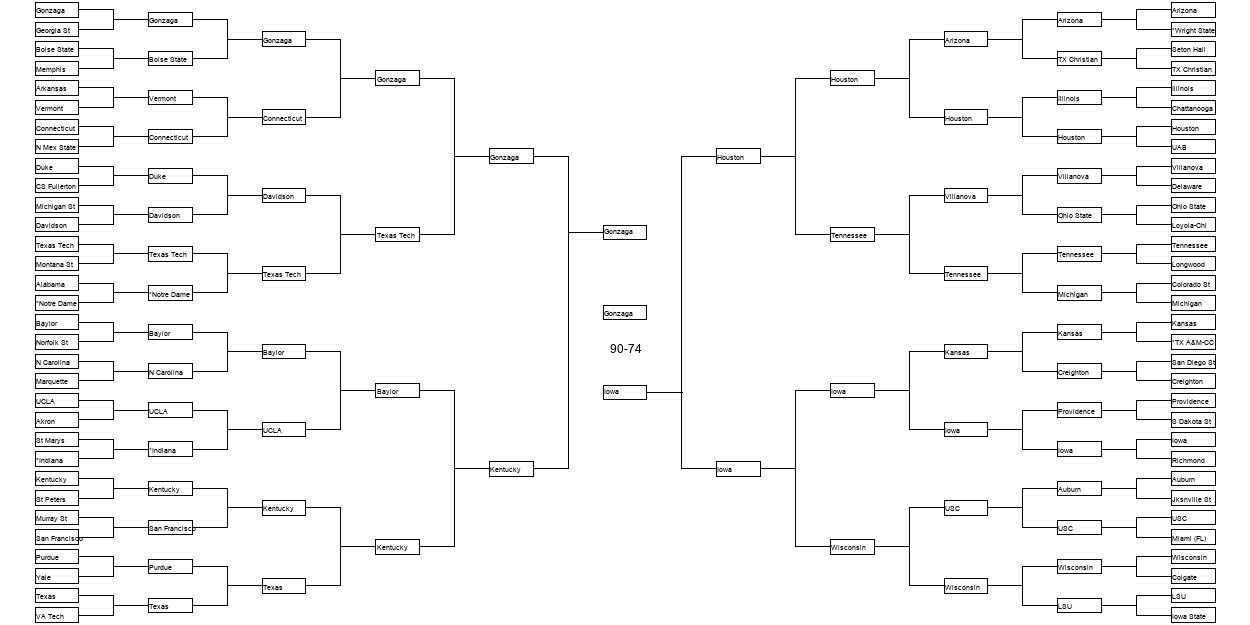 Gonzaga
Georgia St
Boise State
Memphis
Arkansas
Vermont
Connecticut
N Mex State
Duke
CS Fullerton
Michigan St
Davidson
Texas Tech
Montana St
Alabama
*Notre Dame
Baylor
Norfolk St
N Carolina
Marquette
UCLA
Akron
St Marys
*Indiana
Kentucky
St Peters
Murray St
San Francisco
Purdue
Yale
Texas
VA Tech
Gonzaga
Boise State
Vermont
Connecticut
Duke
Davidson
Texas Tech
*Notre Dame
Baylor
N Carolina
UCLA
*Indiana
Kentucky
San Francisco
Purdue
Texas
Gonzaga
Connecticut
Davidson
Texas Tech
Baylor
UCLA
Kentucky
Texas
Gonzaga
Texas Tech
Baylor
Kentucky
Gonzaga
Kentucky
Gonzaga
Gonzaga
90-74
Iowa
Houston
Iowa
Houston
Tennessee
Iowa
Wisconsin
Arizona
Houston
Villanova
Tennessee
Kansas
Iowa
USC
Wisconsin
Arizona
TX Christian
Illinois
Houston
Villanova
Ohio State
Tennessee
Michigan
Kansas
Creighton
Providence
Iowa
Auburn
USC
Wisconsin
LSU
Arizona
*Wright State
Seton Hall
TX Christian
Illinois
Chattanooga
Houston
UAB
Villanova
Delaware
Ohio State
Loyola-Chi
Tennessee
Longwood
Colorado St
Michigan
Kansas
*TX A&M-CC
San Diego St
Creighton
Providence
S Dakota St
Iowa
Richmond
Auburn
Jksnville St
USC
Miami (FL)
Wisconsin
Colgate
LSU
Iowa State